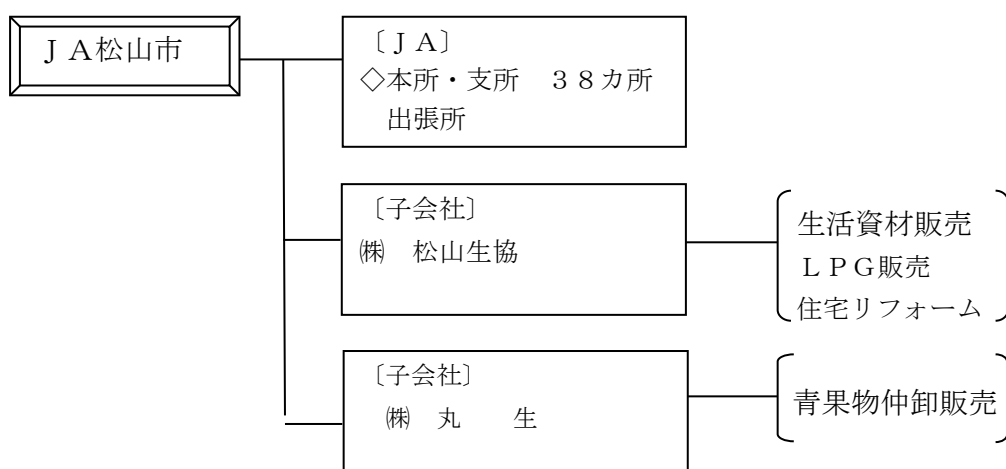 ＪＡ松山市
〔ＪＡ〕
◇本所・支所　３８カ所
出張所
〔子会社〕
㈱　松山生協
生活資材販売
ＬＰＧ販売
住宅リフォーム
〔子会社〕
㈱　丸　　生
青果物仲卸販売